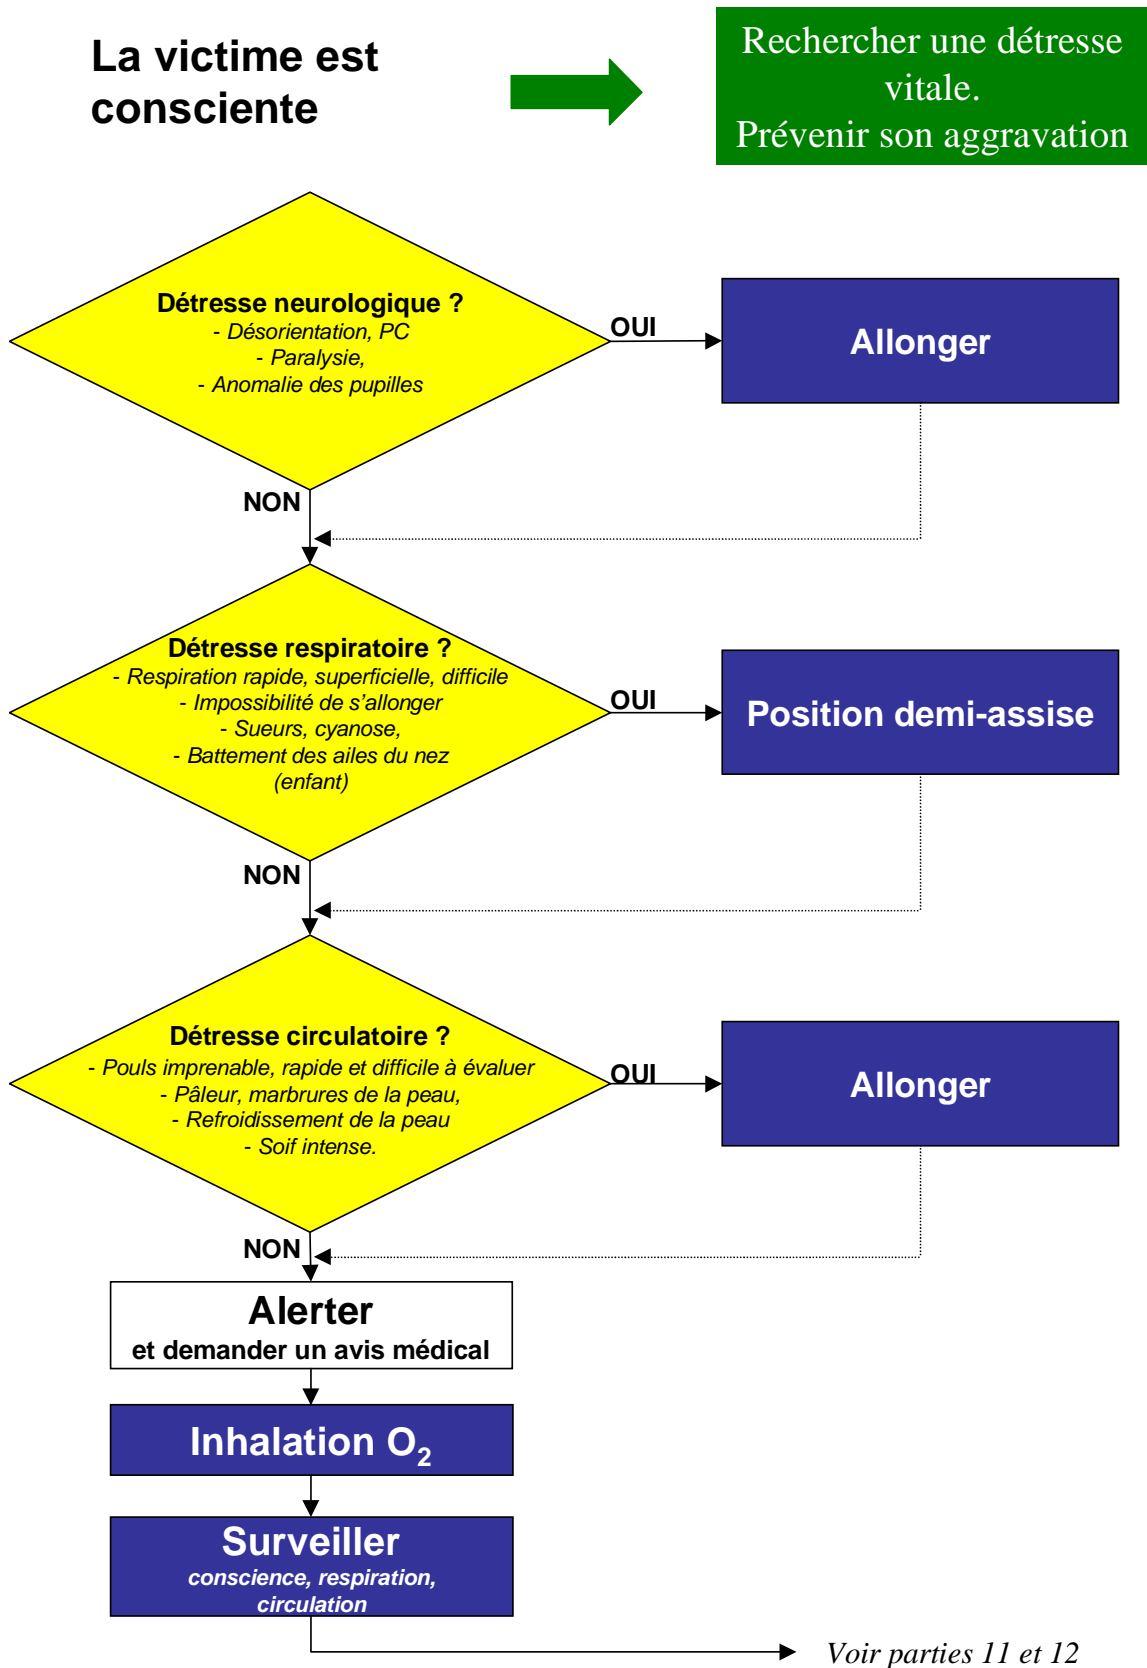 La victime est
consciente
Rechercher une détresse
vitale.
Prévenir son aggravation
Détresse neurologique ?
- Désorientation, PC
- Paralysie,
- Anomalie des pupilles
OUI
Allonger
NON
Détresse respiratoire ?
- Respiration rapide, superficielle, difficile
- Impossibilité de s'allonger
- Sueurs, cyanose,
- Battement des ailes du nez
(enfant)
OUI
Position demi-assise
NON
Détresse circulatoire ?
- Pouls imprenable, rapide et difficile à évaluer
- Pâleur, marbrures de la peau,
- Refroidissement de la peau
- Soif intense.
OUI
Allonger
NON
Alerter
et demander un avis médical
Inhalation O₂
Surveiller
conscience, respiration,
circulation
Voir parties 11 et 12